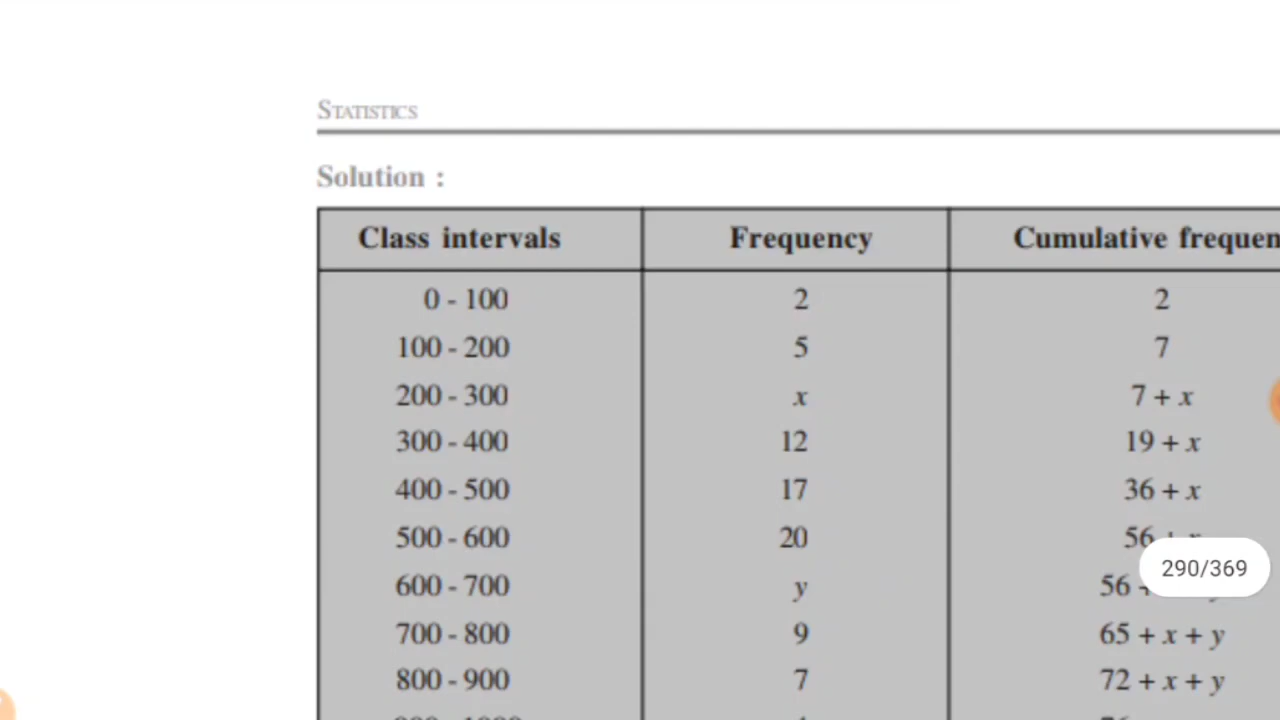 STATISTICS
Solution :
Class intervals Frequency Cumulative frequen
0 - 100 2 2
100 - 200 5 7
200 - 300 x 7 + x
300 - 400 12 19 + x
400 - 500 17 36 + x
500 - 600 20 56
290/369
600 - 700 y 56
700 - 800 9 65 + x + y
800 - 900 7 72 + x + y